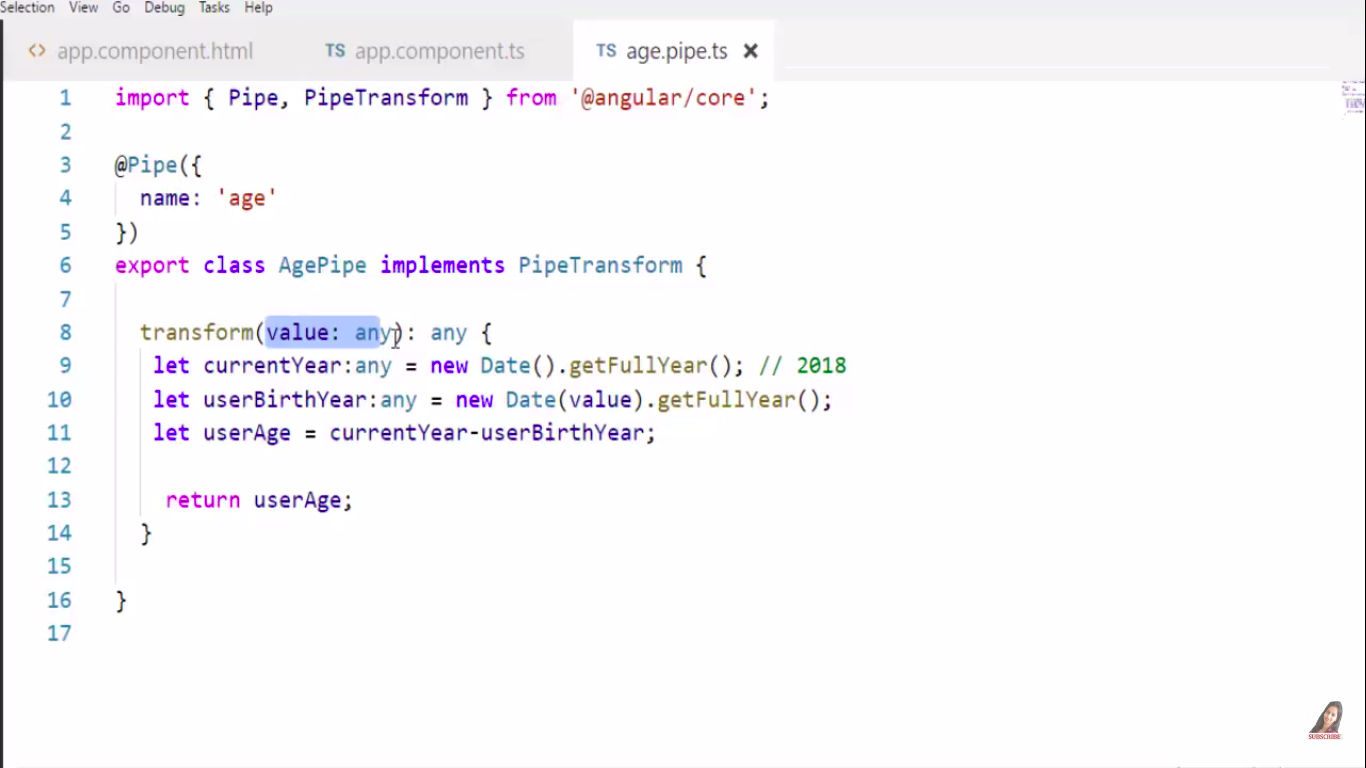 Selection View Go Debug Tasks Help
<> app.component.html TS app.component.ts TS age.pipe.ts ×
1 import { Pipe, PipeTransform } from '@angular/core';
2
3 @Pipe({
4 name: 'age'
5 })
6 export class AgePipe implements PipeTransform {
7
8 transform(value: any): any {
9 let currentYear:any = new Date().getFullYear(); // 2018
10 let userBirthYear:any = new Date(value).getFullYear();
11 let userAge = currentYear-userBirthYear;
12
13 return userAge;
14 }
15
16 }
17
SUBSCRIBE